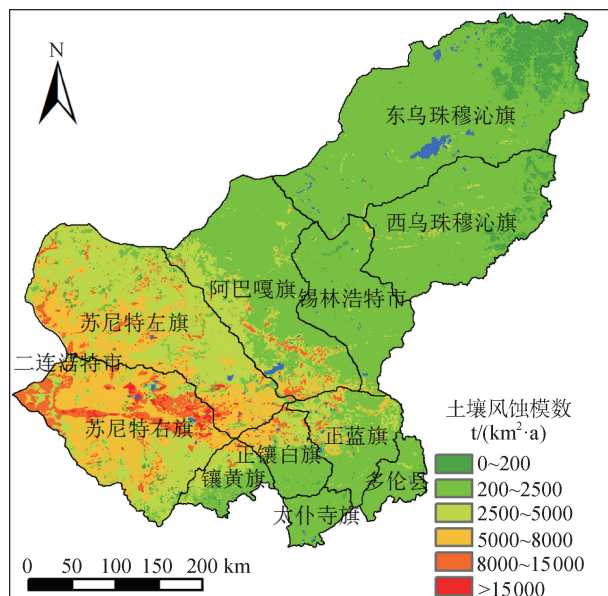 N
东乌珠穆沁旗
西乌珠穆沁旗
阿巴嘎旗
锡林浩特市
苏尼特左旗
二连浩特市
苏尼特右旗
正蓝旗
正镶白旗
镶黄旗
多伦县
太仆寺旗
土壤风蚀模数
t/(km²·a)
0~200
200~2500
2500~5000
5000~8000
8000~15000
>15000
0 50 100 150 200 km